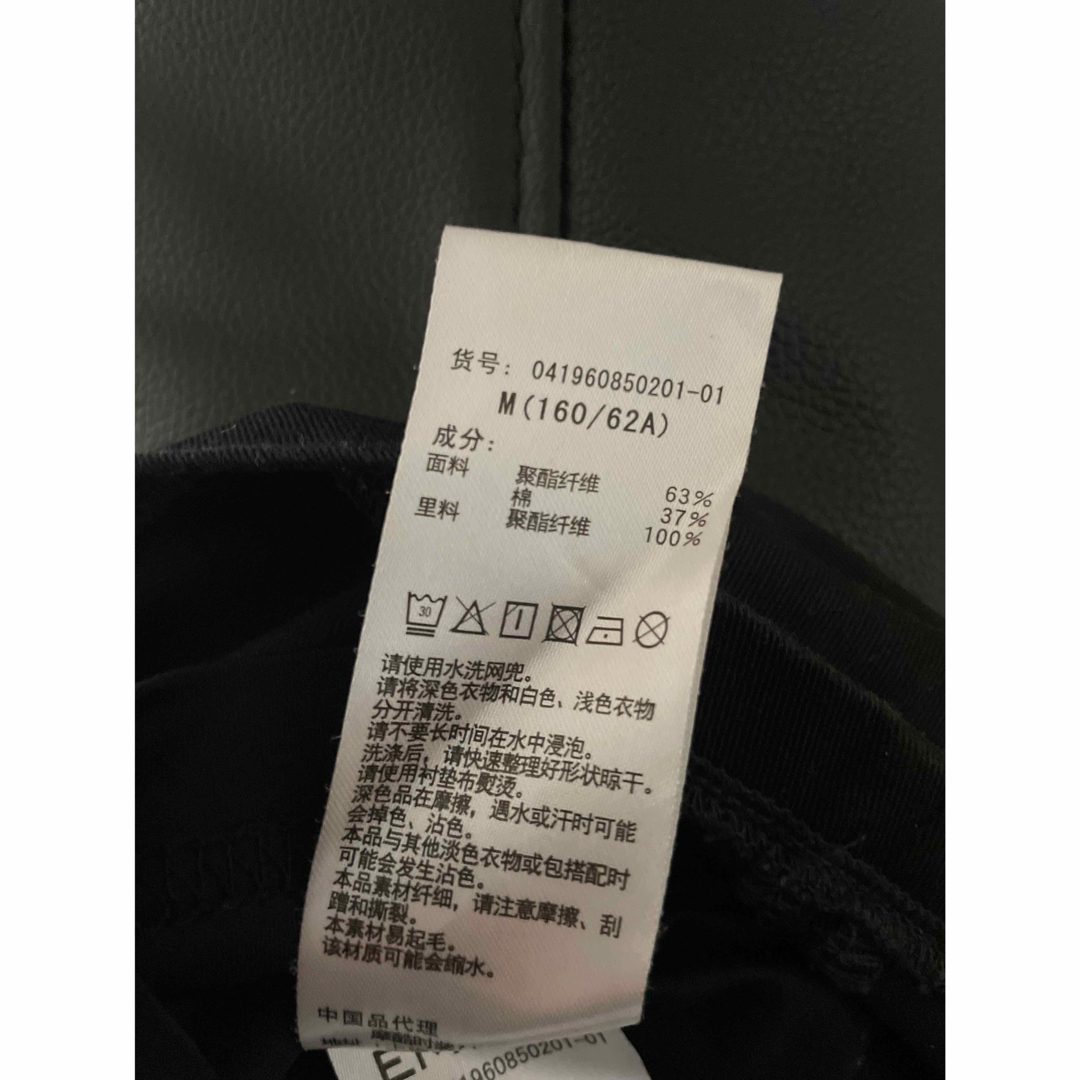 货号: 041960850201-01
M(160/62A)
成分:
面料 聚酯纤维 63%
棉 37%
里料 聚酯纤维 100%
30
请使用水洗网兜。
请将深色衣物和白色、浅色衣物
分开清洗。
请不要长时间在水中浸泡。
洗涤后，请快速整理好形状晾干。
请使用衬垫布熨烫。
深色品在摩擦，遇水或汗时可能
会掉色、沾色。
本品与其他淡色衣物或包搭配时
可能会发生沾色。
本品素材纤细，请注意摩擦、刮
蹭和撕裂。
本素材易起毛。
该材质可能会缩水。
中国品代理
41960850201-01